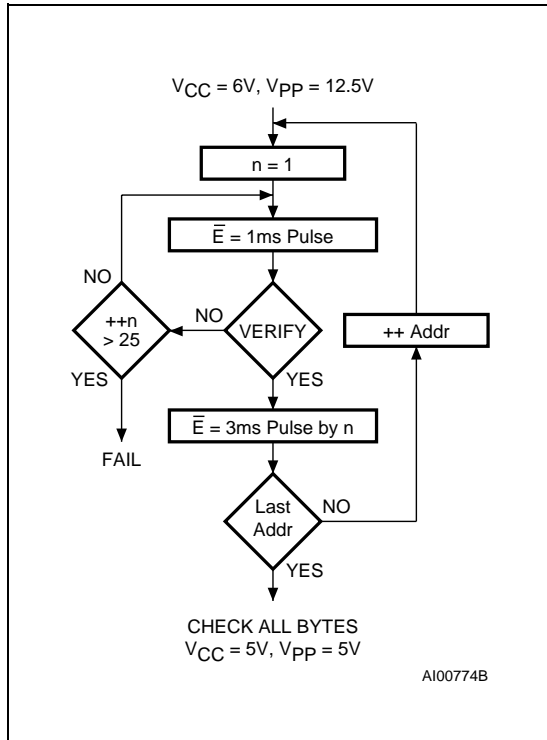 VCC = 6V, VPP = 12.5V
n = 1
E̅ = 1ms Pulse
NO
++n
> 25
NO
VERIFY
++ Addr
YES
YES
E̅ = 3ms Pulse by n
FAIL
Last
Addr
NO
YES
CHECK ALL BYTES
VCC = 5V, VPP = 5V
AI00774B